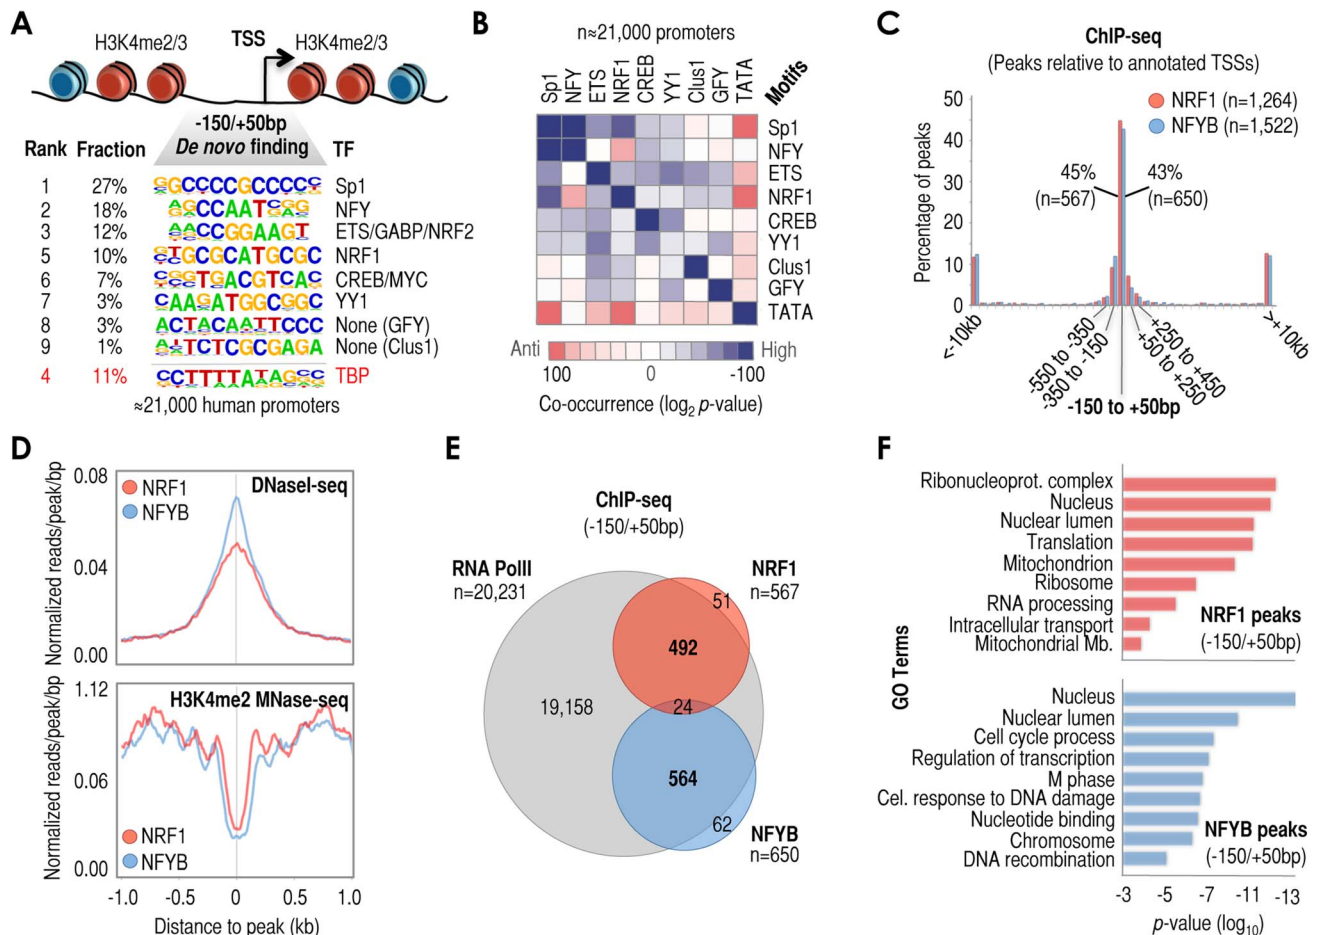 A
H3K4me2/3
TSS
H3K4me2/3
-150/+50bp
De novo finding
Rank Fraction TF
1 27% GGCCCCGCCCCC Sp1
2 18% AGCCAATCGG NFY
3 12% AACCGGAAGT ETS/GABP/NRF2
5 10% CTGCGCATGCGC NRF1
6 7% CGGTGACGTCAC CREB/MYC
7 3% CAAGATGGCGGC YY1
8 3% ACTACAATTCCC None (GFY)
9 1% ATCTCGCGAGA None (Clus1)
4 11% CCTTTTATAGCC TBP
≈21,000 human promoters
B
n≈21,000 promoters
Sp1 NFY ETS NRF1 CREB YY1 Clus1 GFY TATA
Motifs
Sp1
NFY
ETS
NRF1
CREB
YY1
Clus1
GFY
TATA
Anti High
100 0 -100
Co-occurrence (log2 p-value)
C
ChIP-seq
(Peaks relative to annotated TSSs)
NRF1 (n=1,264)
NFYB (n=1,522)
Percentage of peaks
50
40
30
20
10
0
45%
(n=567)
43%
(n=650)
<-10kb
-550 to -350
-350 to -150
-150 to +50bp
+50 to +250
+250 to +450
>+10kb
D
Normalized reads/peak/bp
0.08
0.04
0.00
NRF1
NFYB
DNaseI-seq
Normalized reads/peak/bp
1.12
0.06
0.00
H3K4me2 MNase-seq
NRF1
NFYB
-1.0 -0.5 0 0.5 1.0
Distance to peak (kb)
E
ChIP-seq
(-150/+50bp)
RNA PolII
n=20,231
NRF1
n=567
51
492
19,158
24
564
62
NFYB
n=650
F
GO Terms
Ribonucleoprot. complex
Nucleus
Nuclear lumen
Translation
Mitochondrion
Ribosome
RNA processing
Intracellular transport
Mitochondrial Mb.
NRF1 peaks
(-150/+50bp)
Nucleus
Nuclear lumen
Cell cycle process
Regulation of transcription
M phase
Cel. response to DNA damage
Nucleotide binding
Chromosome
DNA recombination
NFYB peaks
(-150/+50bp)
-3 -5 -7 -11 -13
p-value (log10)